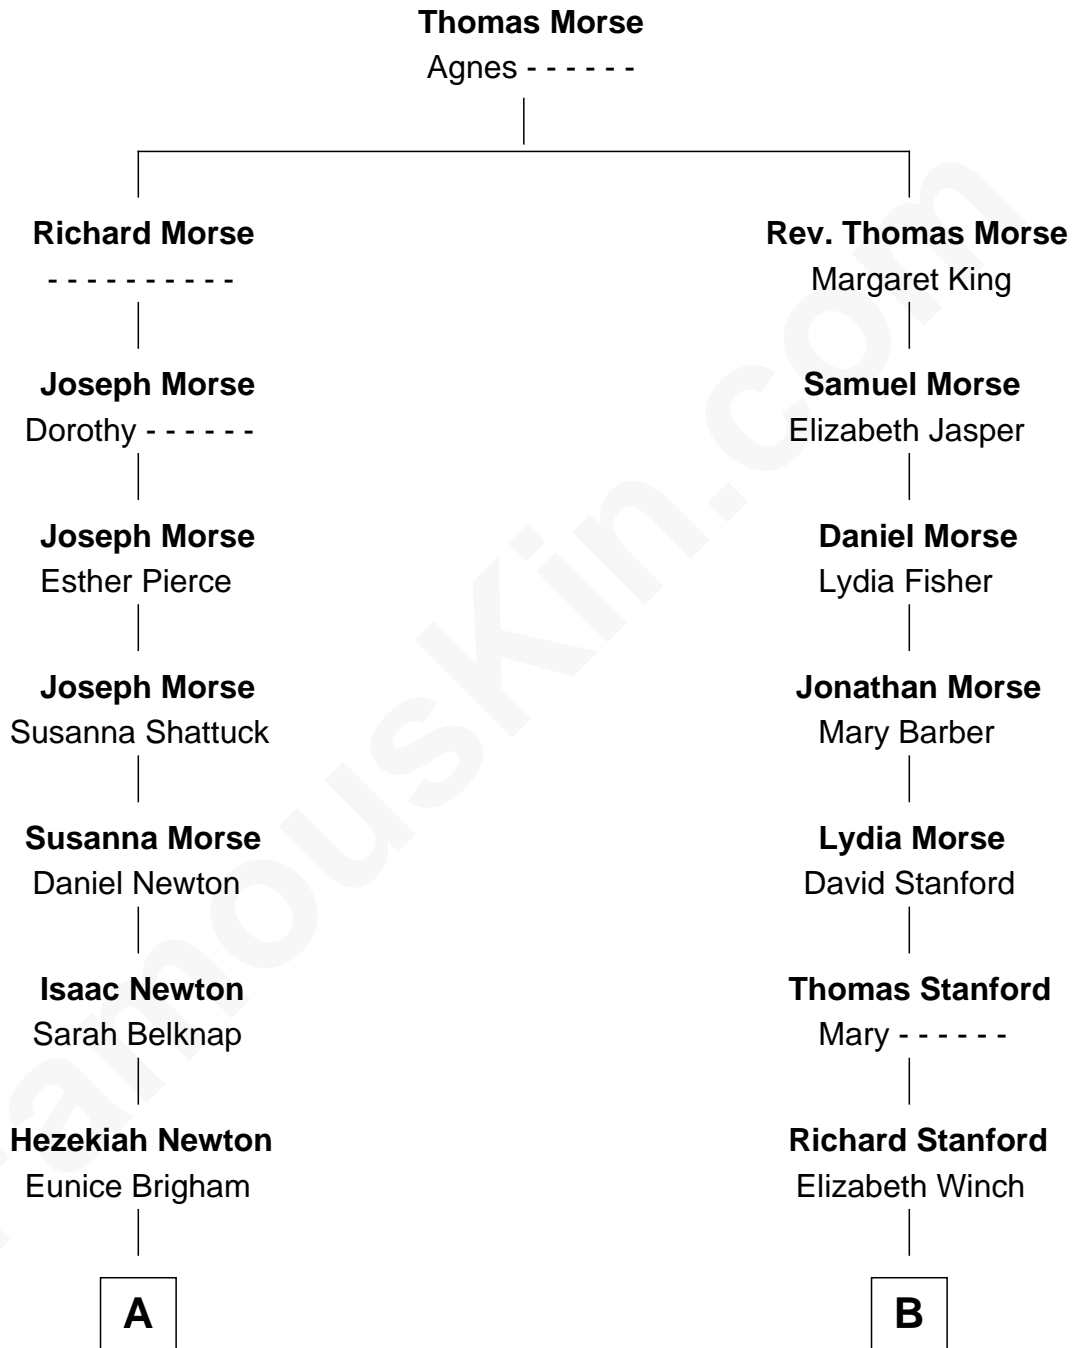 Thomas Morse
Agnes - - - - - -
Richard Morse
- - - - - - - - - -
Rev. Thomas Morse
Margaret King
Joseph Morse
Dorothy - - - - - -
Samuel Morse
Elizabeth Jasper
Joseph Morse
Esther Pierce
Daniel Morse
Lydia Fisher
Joseph Morse
Susanna Shattuck
Jonathan Morse
Mary Barber
Susanna Morse
Daniel Newton
Lydia Morse
David Stanford
Isaac Newton
Sarah Belknap
Thomas Stanford
Mary - - - - - -
Hezekiah Newton
Eunice Brigham
Richard Stanford
Elizabeth Winch
A
B
FamousKin.com